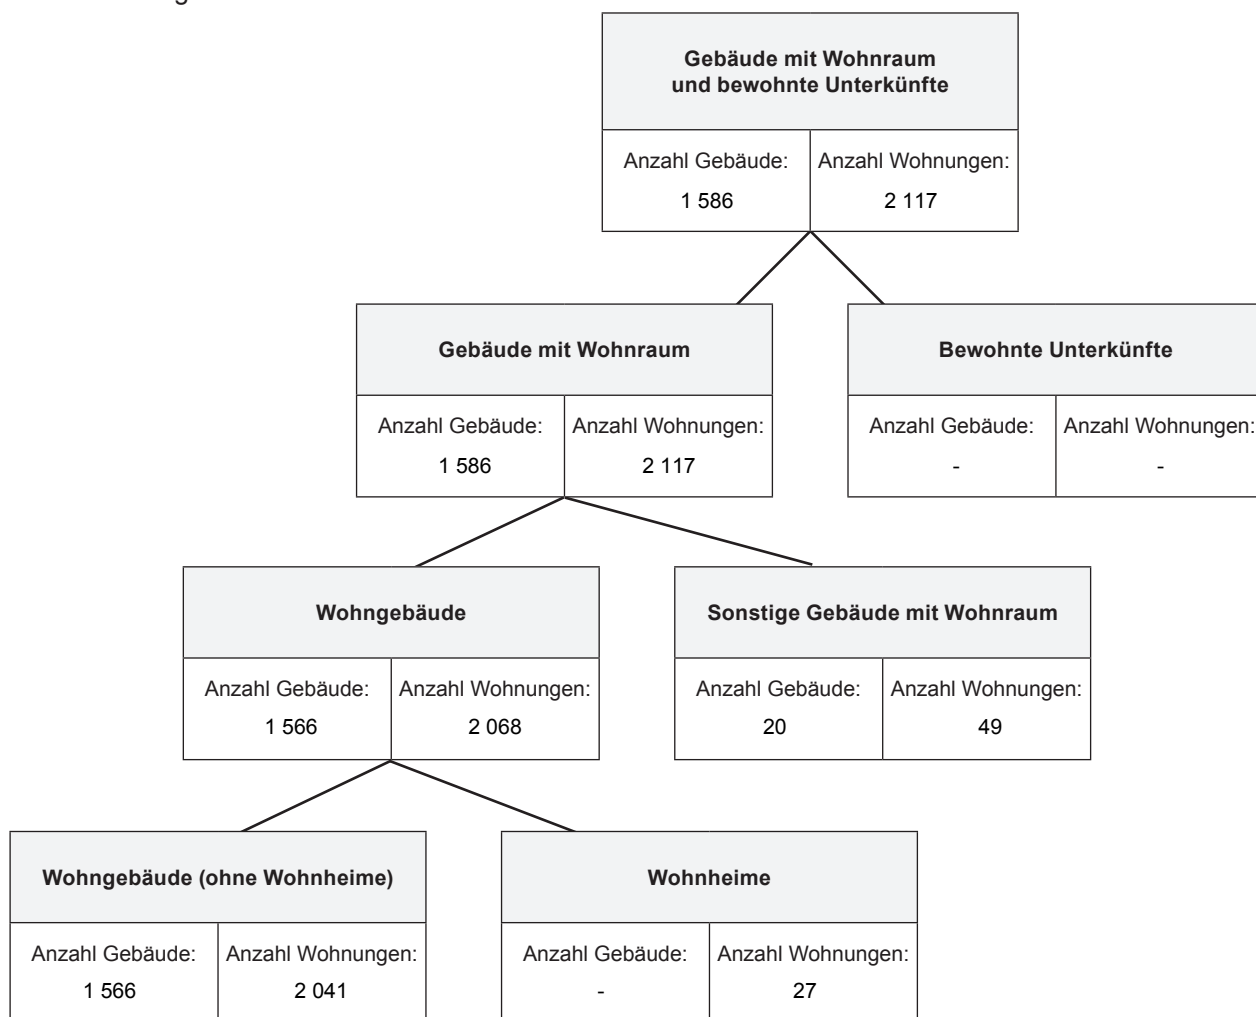 Gebäude mit Wohnraum
und bewohnte Unterkünfte
Anzahl Gebäude: Anzahl Wohnungen:
1 586 2 117
Gebäude mit Wohnraum Bewohnte Unterkünfte
Anzahl Gebäude: Anzahl Wohnungen: Anzahl Gebäude: Anzahl Wohnungen:
1 586 2 117 - -
Wohngebäude Sonstige Gebäude mit Wohnraum
Anzahl Gebäude: Anzahl Wohnungen: Anzahl Gebäude: Anzahl Wohnungen:
1 566 2 068 20 49
Wohngebäude (ohne Wohnheime) Wohnheime
Anzahl Gebäude: Anzahl Wohnungen: Anzahl Gebäude: Anzahl Wohnungen:
1 566 2 041 - 27